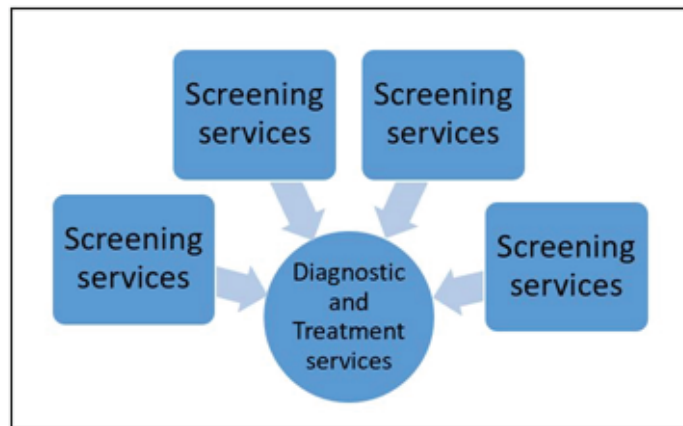 Screening
services
Screening
services
Screening
services
Screening
services
Diagnostic
and
Treatment
services